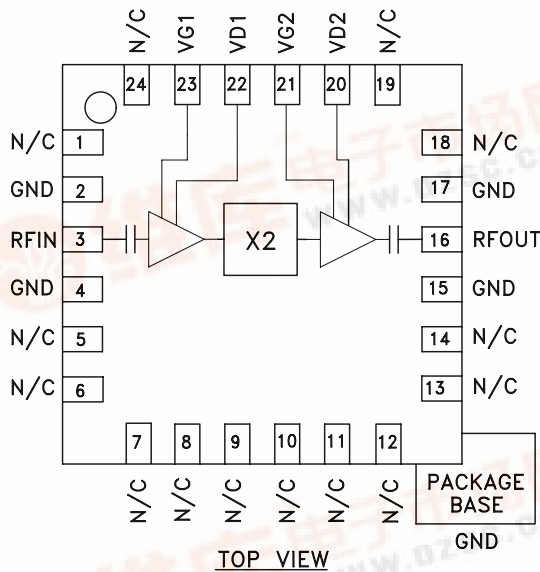 N/C VG1 VD1 VG2 VD2 N/C
24 23 22 21 20 19
N/C 1 18 N/C
GND 2 17 GND
RFIN 3 X2 16 RFOUT
GND 4 15 GND
N/C 5 14 N/C
N/C 6 13 N/C
7 8 9 10 11 12
N/C N/C N/C N/C N/C N/C
PACKAGE
BASE
GND
TOP VIEW